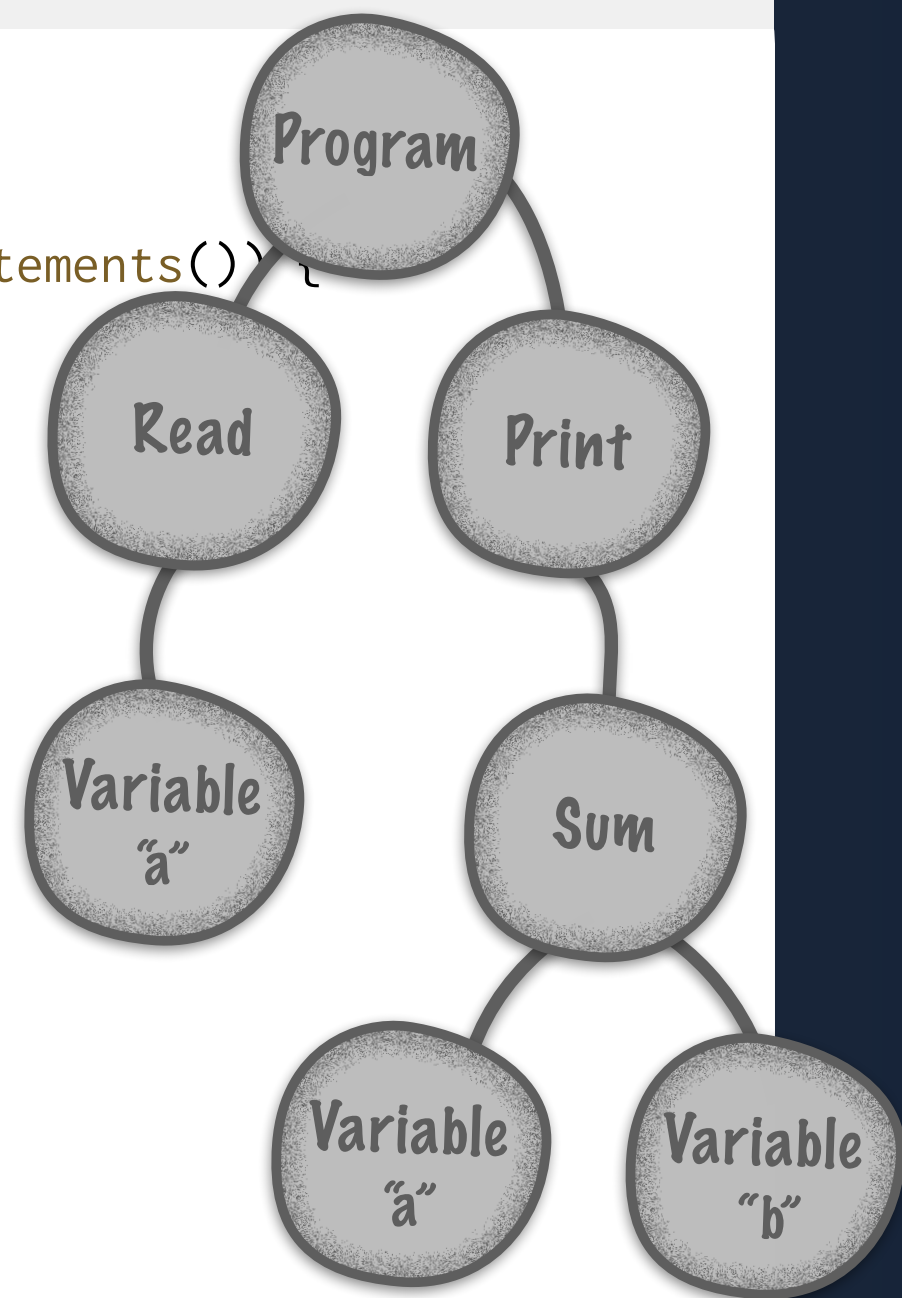 Program
tements()) {
Read
Print
Variable
“a”
Sum
Variable
“a”
Variable
“b”